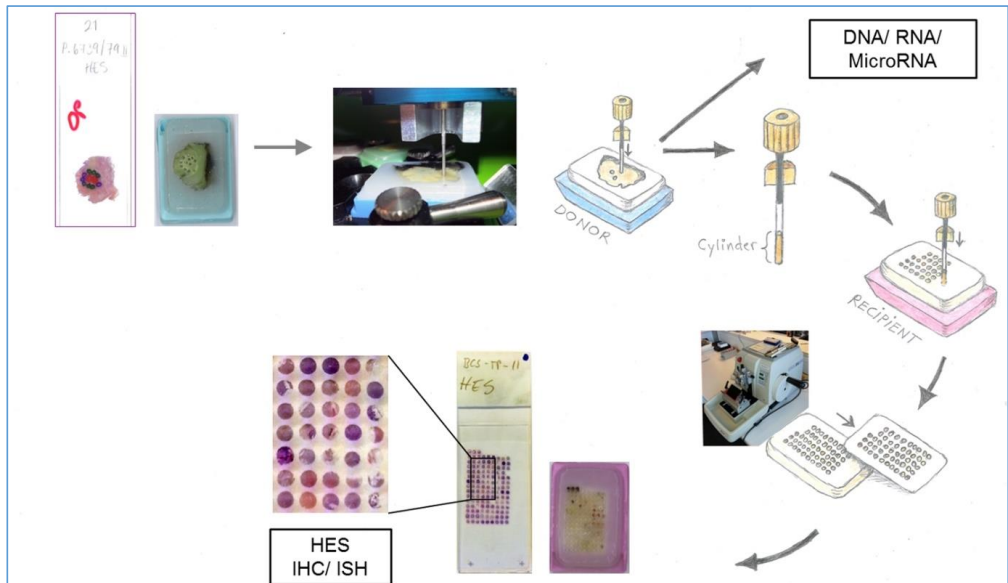 21
P.6739/79 II
HES
DNA/ RNA/
MicroRNA
DONOR
Cylinder
RECIPIENT
BCS-TP-11
HES
HES
IHC/ ISH